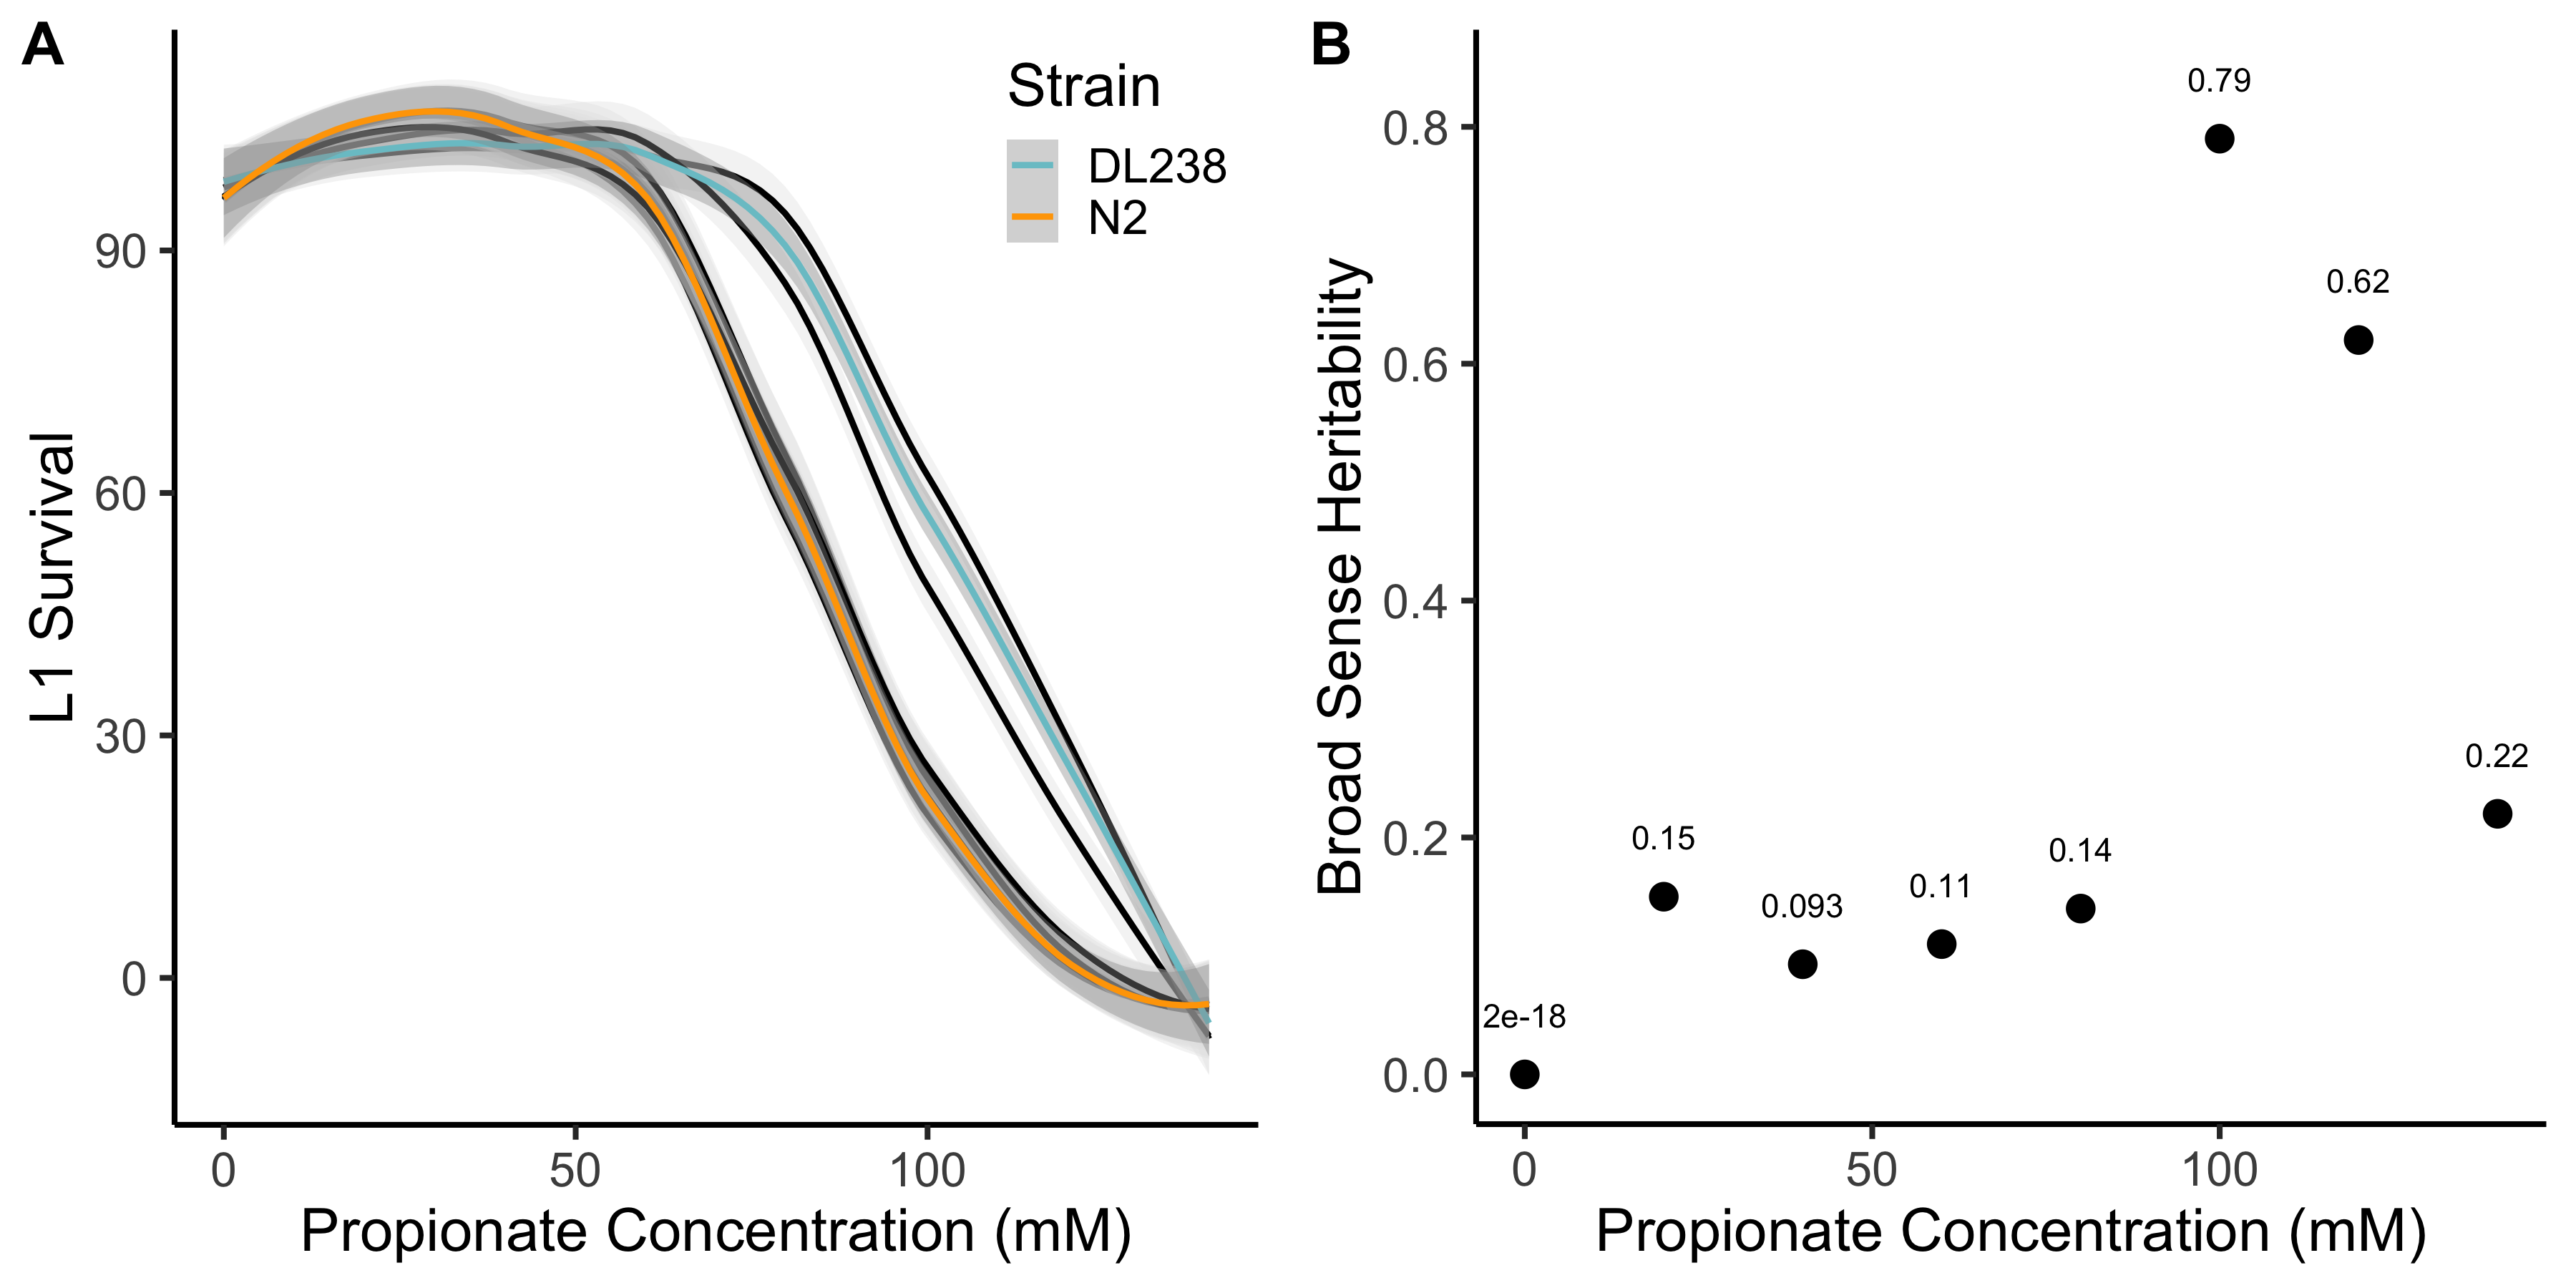 A
Strain
DL238
N2
90
60
30
0
L1 Survival
0 50 100
Propionate Concentration (mM)
B
0.8
0.6
0.4
0.2
0.0
Broad Sense Heritability
2e-18
0.15
0.093
0.11
0.14
0.79
0.62
0.22
0 50 100
Propionate Concentration (mM)